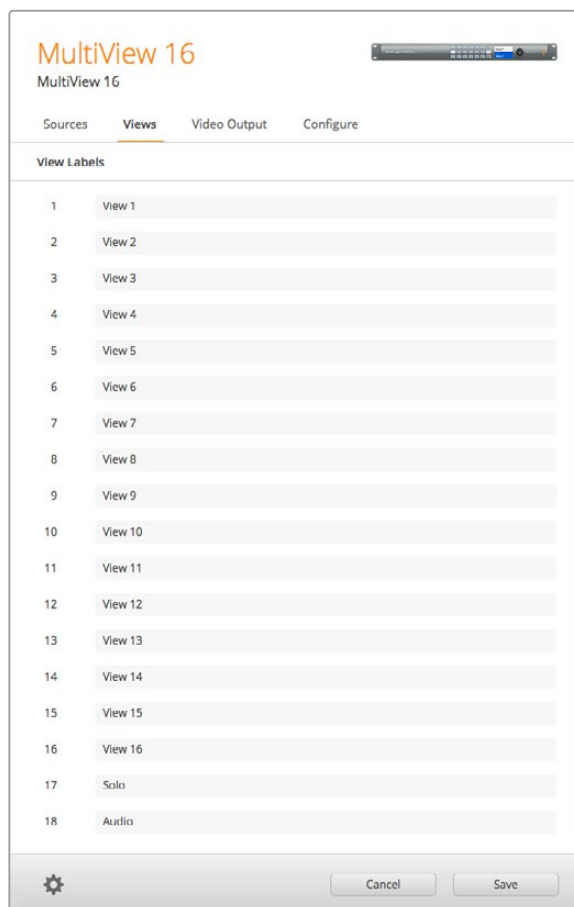 MultiView 16
MultiView 16
Sources Views Video Output Configure
View Labels
1 View 1
2 View 2
3 View 3
4 View 4
5 View 5
6 View 6
7 View 7
8 View 8
9 View 9
10 View 10
11 View 11
12 View 12
13 View 13
14 View 14
15 View 15
16 View 16
17 Solo
18 Audio
Cancel Save